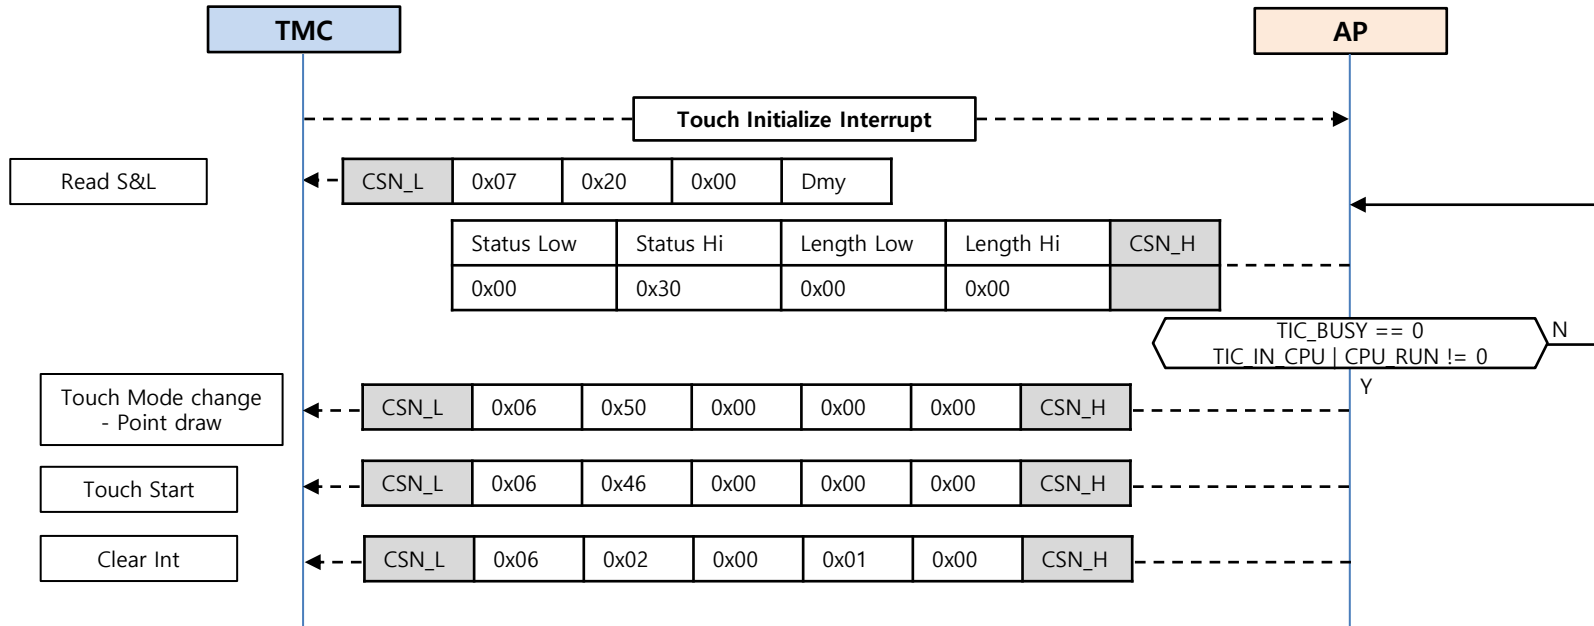 TMC
AP
Touch Initialize Interrupt
Read S&L
CSN_L 0x07 0x20 0x00 Dmy
Status Low Status Hi Length Low Length Hi CSN_H
0x00 0x30 0x00 0x00
TIC_BUSY == 0
TIC_IN_CPU | CPU_RUN != 0
N
Y
Touch Mode change
- Point draw
CSN_L 0x06 0x50 0x00 0x00 0x00 CSN_H
Touch Start
CSN_L 0x06 0x46 0x00 0x00 0x00 CSN_H
Clear Int
CSN_L 0x06 0x02 0x00 0x01 0x00 CSN_H